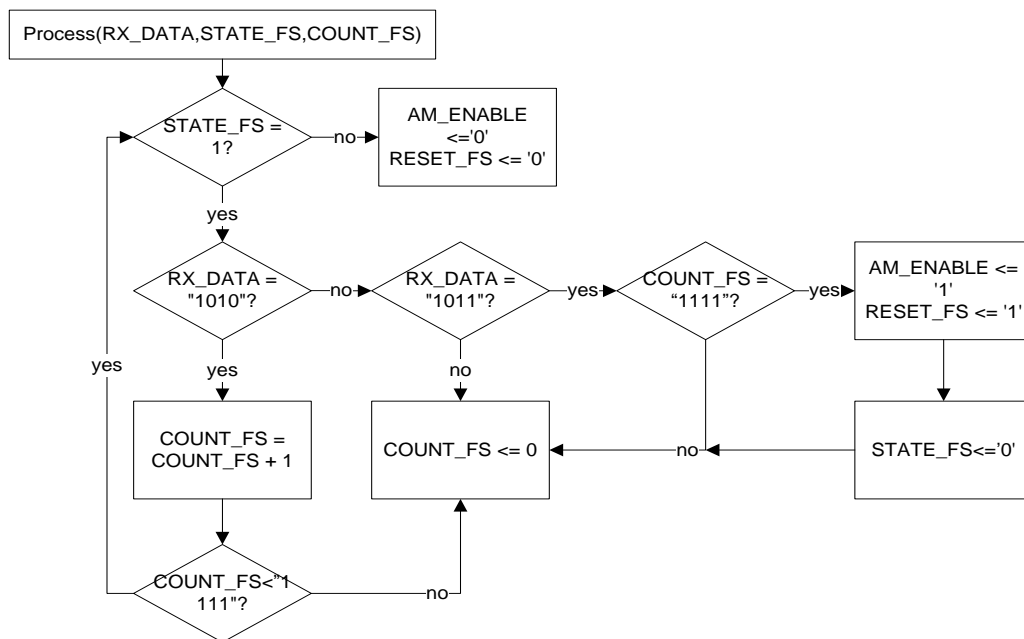 Process(RX_DATA,STATE_FS,COUNT_FS)
STATE_FS =
1?
no
AM_ENABLE
<='0'
RESET_FS <= '0'
yes
RX_DATA =
"1010"?
no
RX_DATA =
"1011"?
yes
COUNT_FS =
“1111”?
yes
AM_ENABLE <=
'1'
RESET_FS <= '1'
yes
yes
no
COUNT_FS =
COUNT_FS + 1
COUNT_FS <= 0
no
STATE_FS<='0'
COUNT_FS<"1
111"?
no